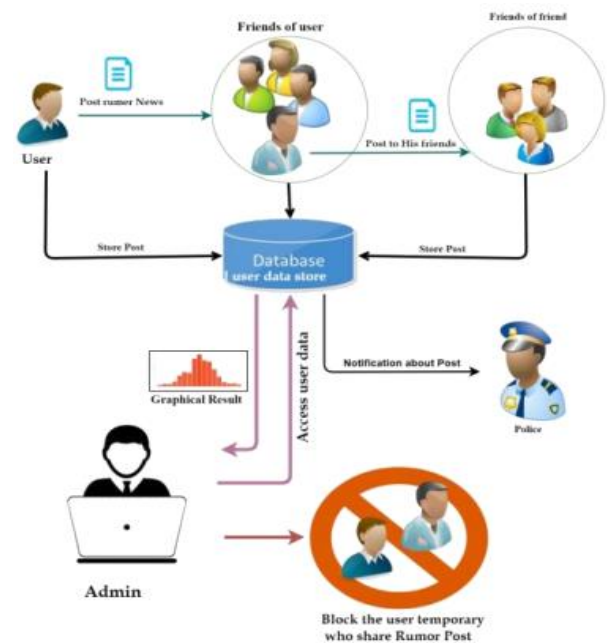 Friends of user
Friends of friend
Post rumer News
Post to His friends
User
Store Post
Store Post
Database
l user data store
Access user data
Notification about Post
Graphical Result
Police
Admin
Block the user temporary
who share Rumor Post